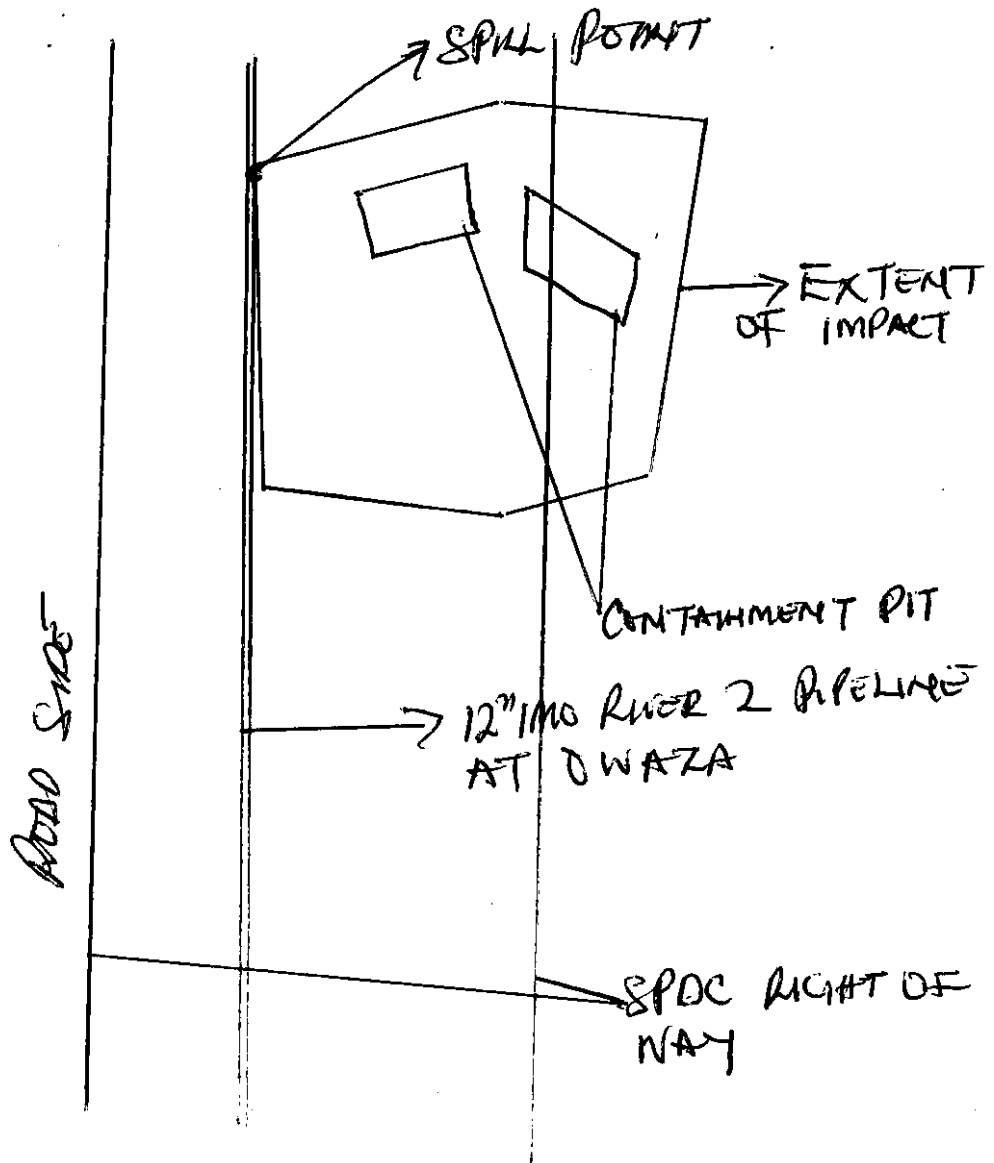 SPILL POINT
EXTENT
OF IMPACT
CONTAINMENT PIT
12" IMO RIVER 2 PIPELINE
AT OWAZA
ROAD SIDE
SPDC RIGHT OF
WAY